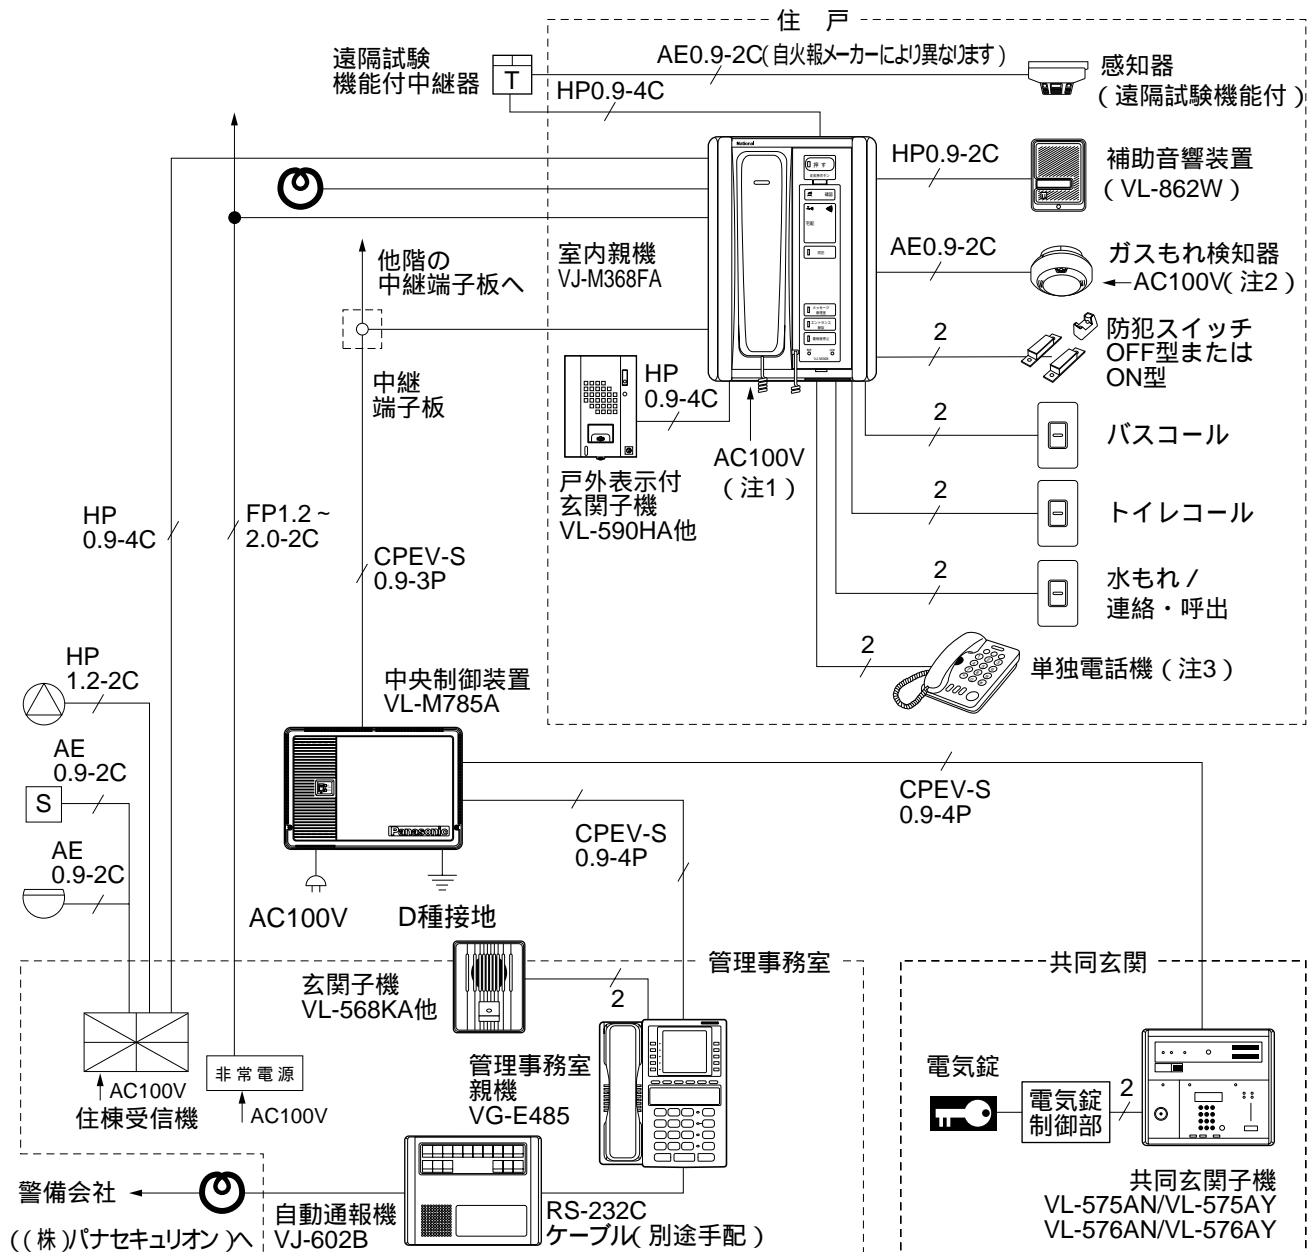 住　戸
遠隔試験
機能付中継器
T
AE0.9-2C(自火報メーカーにより異なります)
HP0.9-4C
感知器
(遠隔試験機能付)
National
押す
HP0.9-2C
補助音響装置
(VL-862W)
確認
宅配
AE0.9-2C
ガスもれ検知器
AC100V(注2)
他階の
中継端子板へ
室内親機
VJ-M368FA
2
防犯スイッチ
OFF型または
ON型
中継
端子板
HP
0.9-4C
AC100V
(注1)
2
バスコール
戸外表示付
玄関子機
VL-590HA他
2
トイレコール
HP
0.9-4C
FP1.2~
2.0-2C
CPEV-S
0.9-3P
2
水もれ/
連絡・呼出
2
単独電話機(注3)
HP
1.2-2C
中央制御装置
VL-M785A
AE
0.9-2C
S
Panasonic
CPEV-S
0.9-4P
CPEV-S
0.9-4P
AE
0.9-2C
AC100V
D種接地
管理事務室
共同玄関
玄関子機
VL-568KA他
2
AC100V
住棟受信機
非常電源
AC100V
管理事務室
親機
VG-E485
電気錠
電気錠
制御部
2
共同玄関子機
VL-575AN/VL-575AY
VL-576AN/VL-576AY
警備会社
((株)パナセキュリオン)へ
自動通報機
VJ-602B
RS-232C
ケーブル(別途手配)